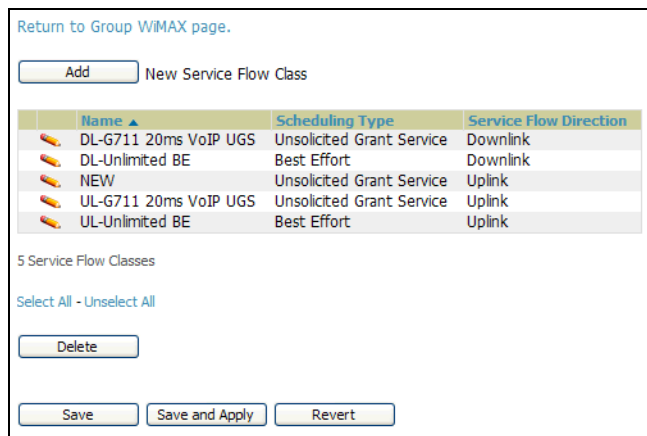 Return to Group WiMAX page.
Add New Service Flow Class
Name ▲ Scheduling Type Service Flow Direction
DL-G711 20ms VoIP UGS Unsolicited Grant Service Downlink
DL-Unlimited BE Best Effort Downlink
NEW Unsolicited Grant Service Uplink
UL-G711 20ms VoIP UGS Unsolicited Grant Service Uplink
UL-Unlimited BE Best Effort Uplink
5 Service Flow Classes
Select All - Unselect All
Delete
Save Save and Apply Revert